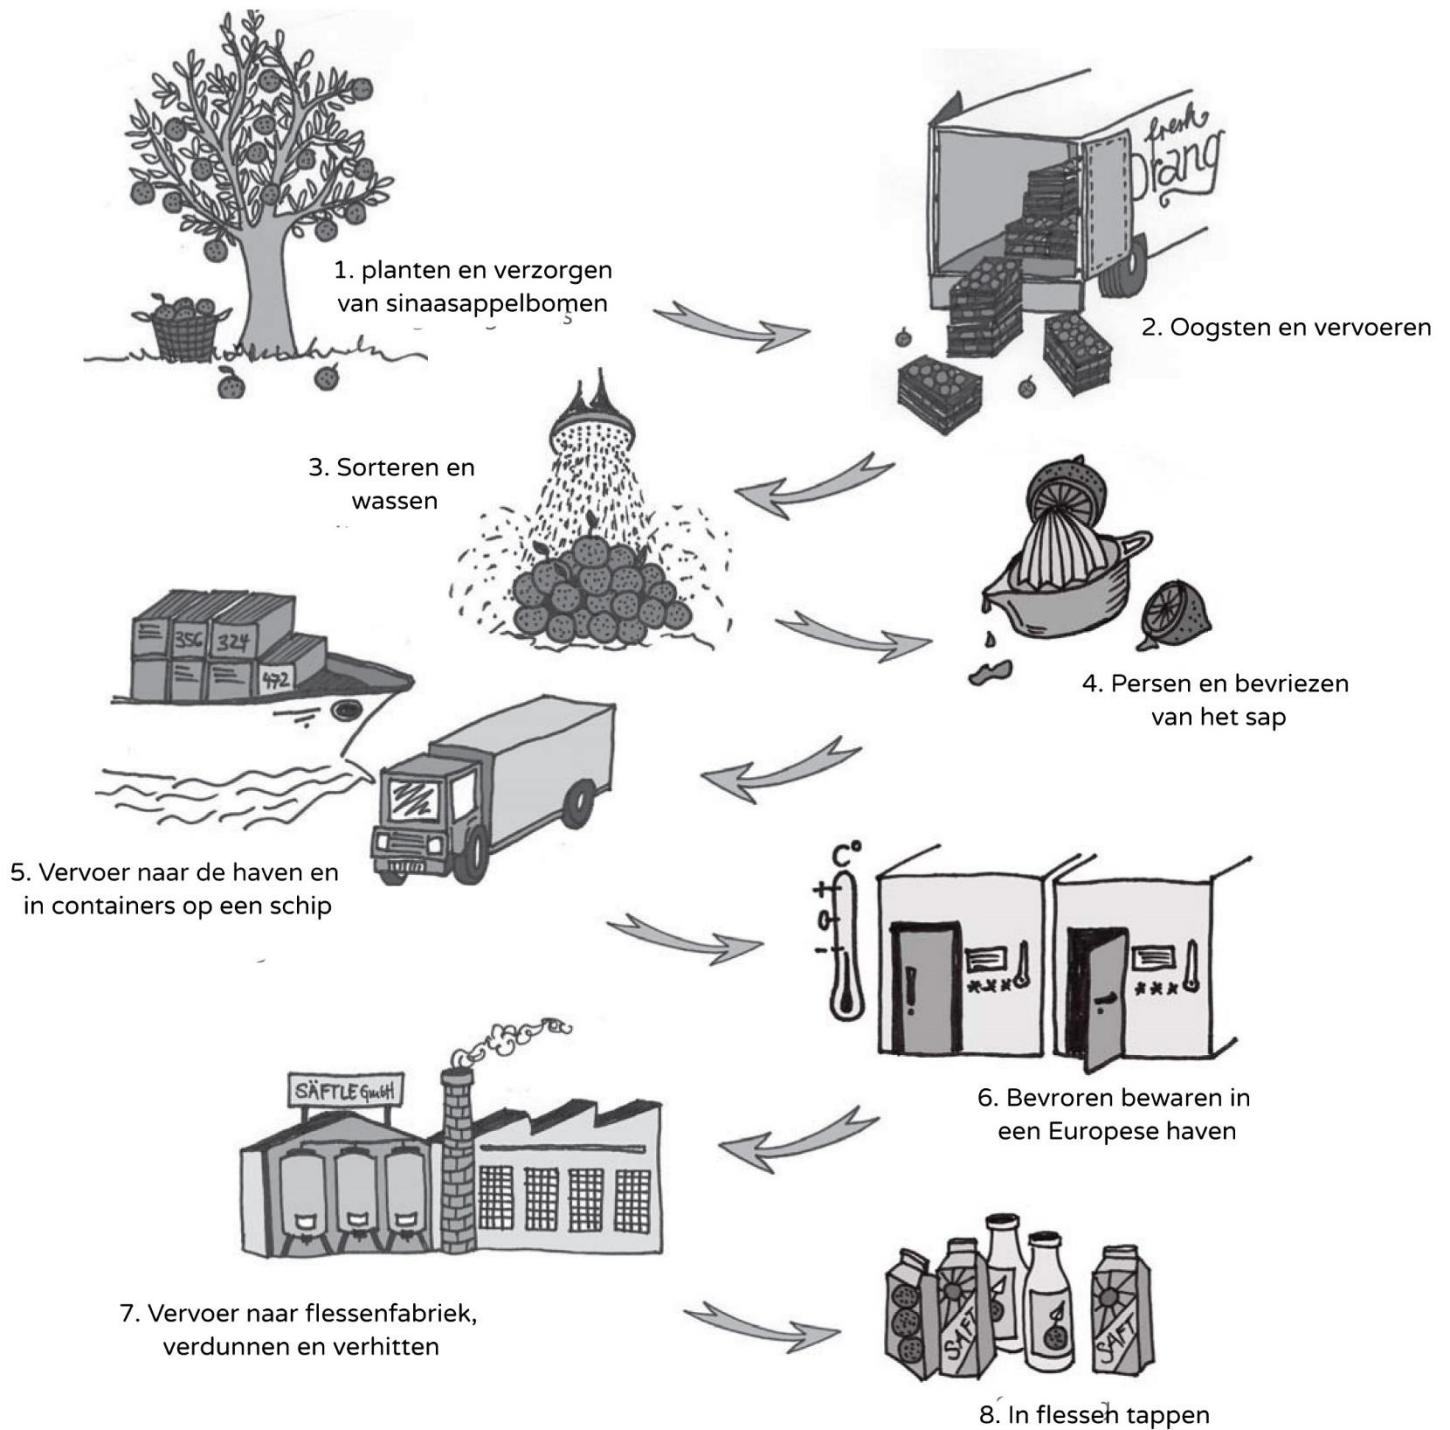 1. planten en verzorgen
van sinaasappelbomen
fresh
2. Oogsten en vervoeren
3. Sorteren en
wassen
4. Persen en bevriezen
van het sap
356 324
472
5. Vervoer naar de haven en
in containers op een schip
C°
+
0
-
6. Bevroren bewaren in
een Europese haven
SÄFTLE GmbH
7. Vervoer naar flessenfabriek,
verdunnen en verhitten
SAFT
SAFT
8. In flessen tappen